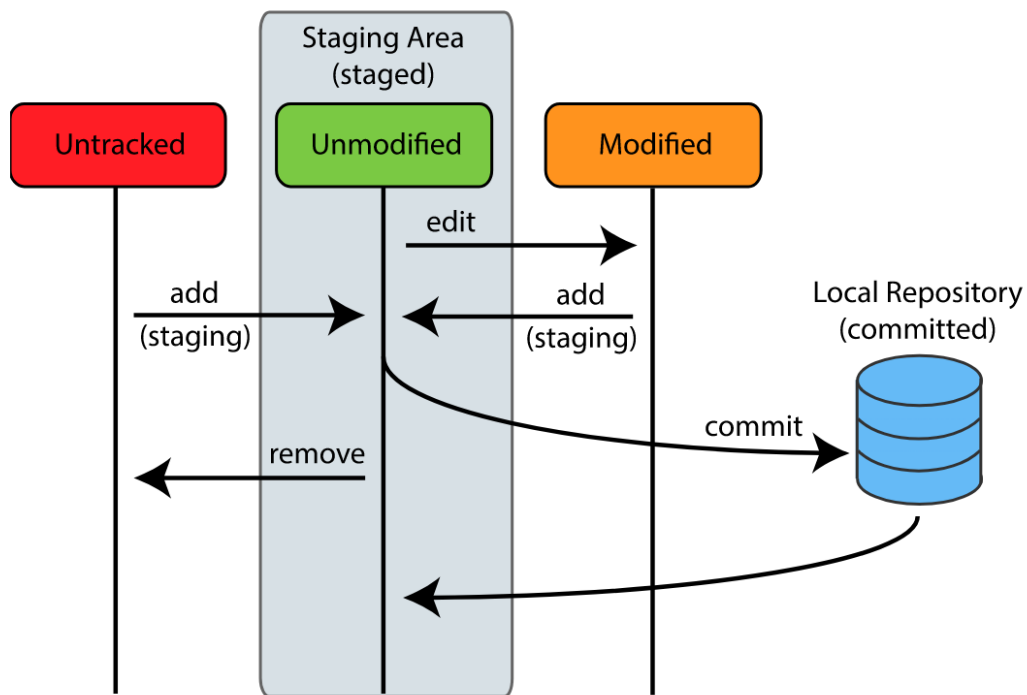 Staging Area
(staged)
Untracked
Unmodified
Modified
edit
add
(staging)
add
(staging)
Local Repository
(committed)
commit
remove